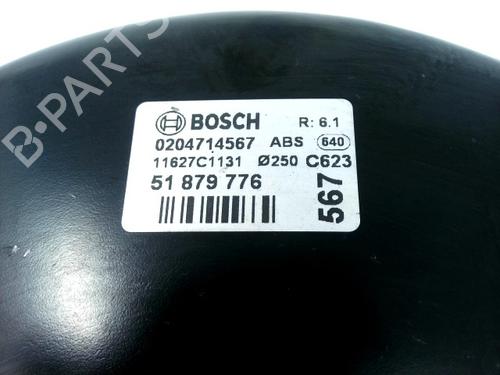 B-PARTS
BOSCH R: 6.1
0204714567 ABS 640
11627C1131 Ø250 C623
51 879 776
567